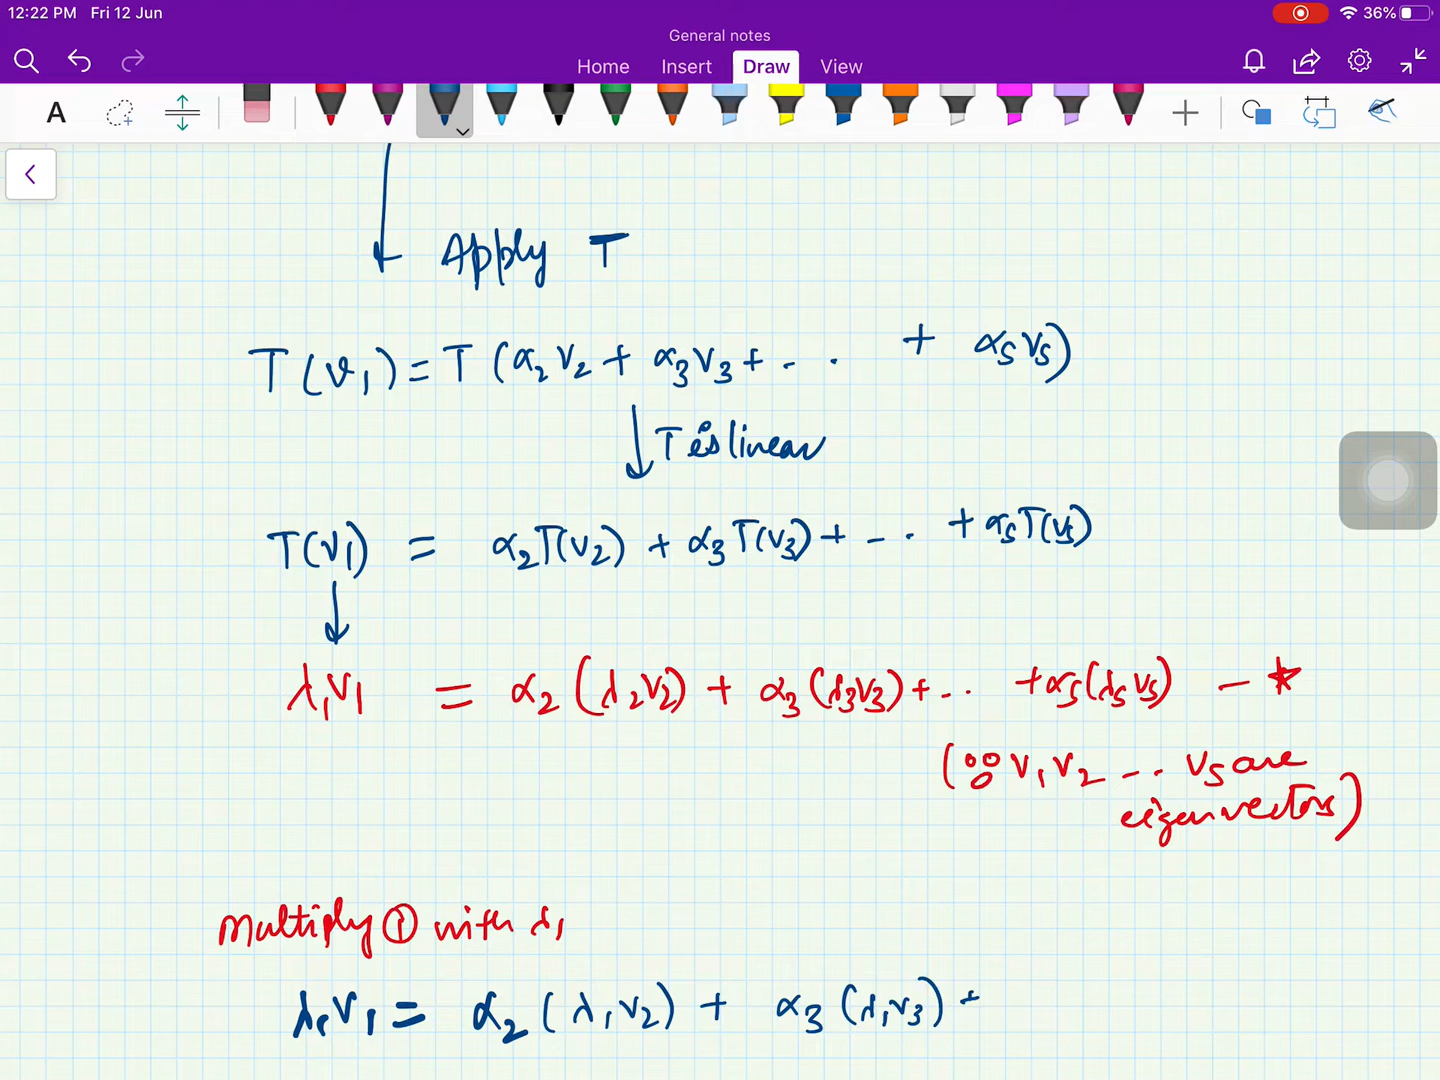 12:22 PM Fri 12 Jun
36%
General notes
Home Insert Draw View
A
Apply T
T(v₁) = T(α₂v₂ + α₃v₃ + .. + αₛvₛ)
T is linear
T(v₁) = α₂T(v₂) + α₃T(v₃) + -.. + αₛT(vₛ)
λ₁v₁ = α₂(λ₂v₂) + α₃(λ₃v₃) + .. + αₛ(λₛvₛ) - *
(∵ v₁ v₂ -.. vₛ are
eigenvectors)
Multiply ① with λ₁
λ₁v₁ = α₂(λ₁v₂) + α₃(λ₁v₃) +